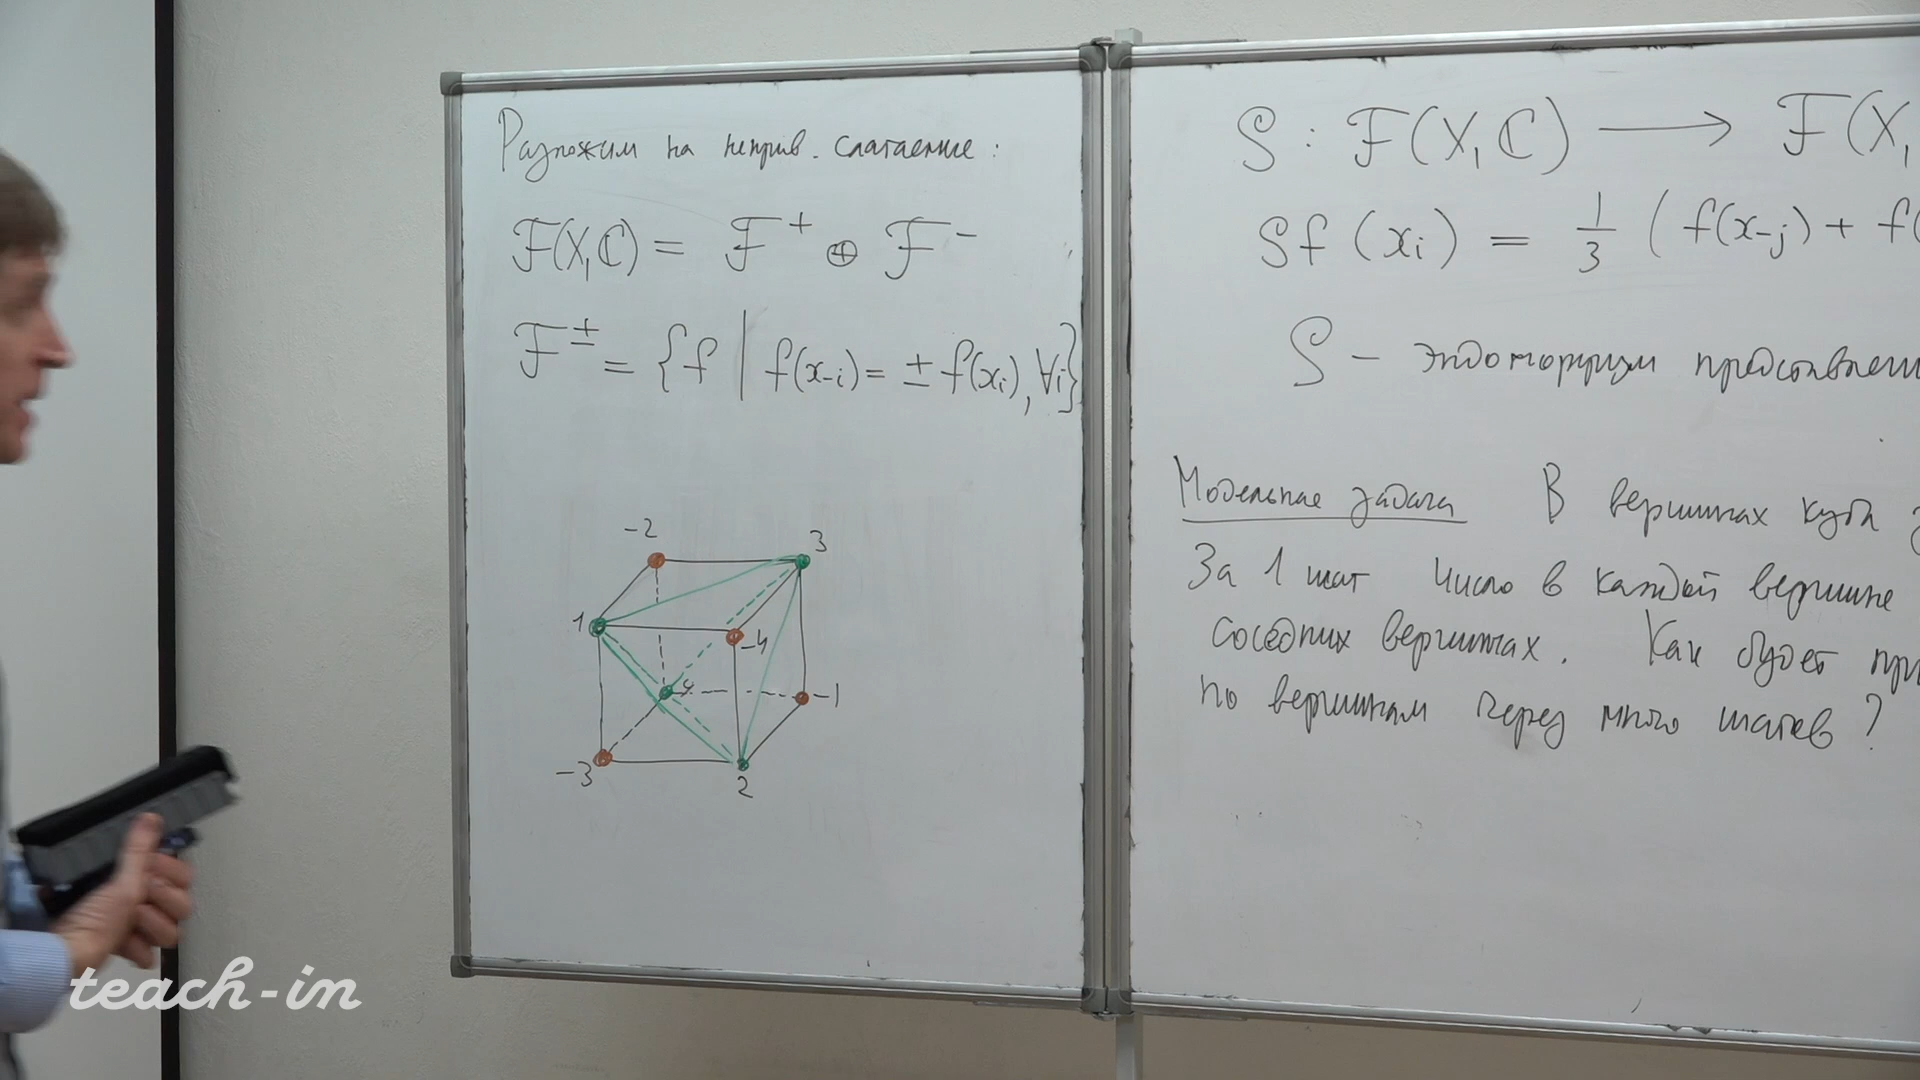 Разложим на неприв. слагаемые:
F(X,ℂ) = F⁺ ⊕ F⁻
F± = {f | f(x₋ᵢ) = ± f(xᵢ), ∀i}
-2
3
1
-4
4
-1
-3
2
S : F(X,ℂ) ⟶ F(X,
Sf(xᵢ) = 1/3 ( f(x₋ⱼ) + f(
S - эндоморфизм
Модельная задача В вершинах куба
За 1 шаг число в каждой вершине
соседних вершинах. Как будет
по вершинам через много шагов?
teach-in